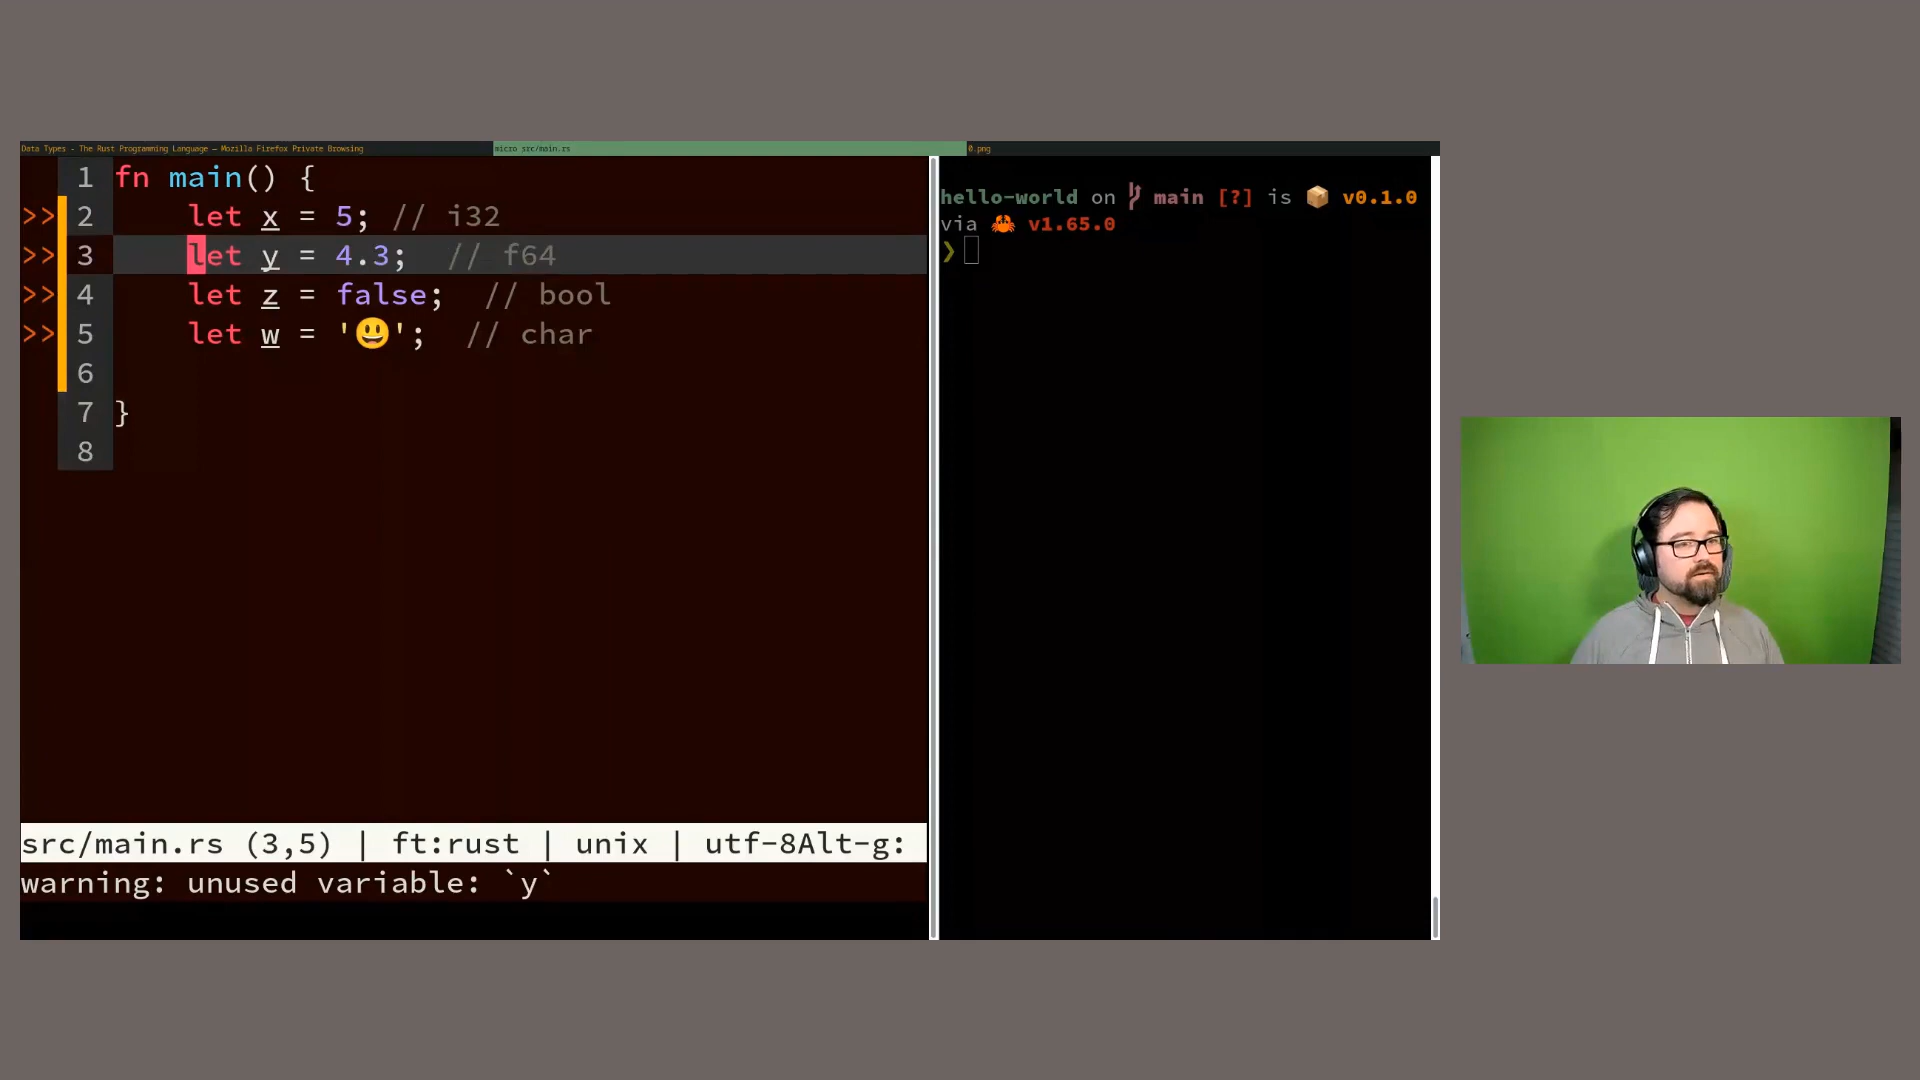 Data Types - The Rust Programming Language — Mozilla Firefox Private Browsing
micro src/main.rs
0.png
1 fn main() {
>> 2     let x = 5; // i32
>> 3     let y = 4.3;  // f64
>> 4     let z = false;  // bool
>> 5     let w = '😃';  // char
6
7 }
8
src/main.rs (3,5) | ft:rust | unix | utf-8Alt-g:
warning: unused variable: `y`
hello-world on main [?] is 📦 v0.1.0
via 🦀 v1.65.0
❯